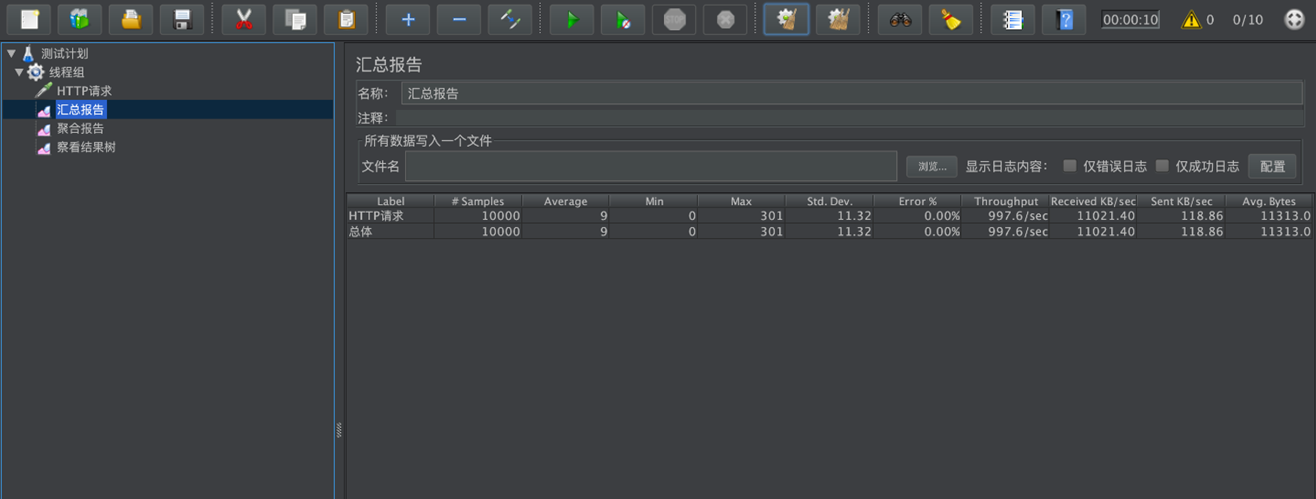 00:00:10 0 0/10
测试计划
线程组
HTTP请求
汇总报告
聚合报告
察看结果树
汇总报告
名称： 汇总报告
注释：
所有数据写入一个文件
文件名 浏览... 显示日志内容： 仅错误日志 仅成功日志 配置
Label # Samples Average Min Max Std. Dev. Error % Throughput Received KB/sec Sent KB/sec Avg. Bytes
HTTP请求 10000 9 0 301 11.32 0.00% 997.6/sec 11021.40 118.86 11313.0
总体 10000 9 0 301 11.32 0.00% 997.6/sec 11021.40 118.86 11313.0